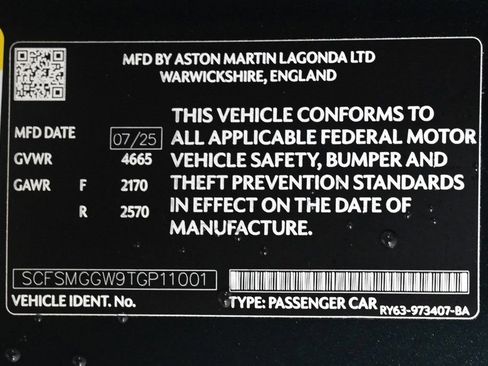 MFD BY ASTON MARTIN LAGONDA LTD
WARWICKSHIRE, ENGLAND
MFD DATE 07/25
GVWR 4665
GAWR F 2170
R 2570
THIS VEHICLE CONFORMS TO
ALL APPLICABLE FEDERAL MOTOR
VEHICLE SAFETY, BUMPER AND
THEFT PREVENTION STANDARDS
IN EFFECT ON THE DATE OF
MANUFACTURE.
SCFSMGGW9TGP11001
VEHICLE IDENT. No.
TYPE: PASSENGER CAR
RY63-973407-BA